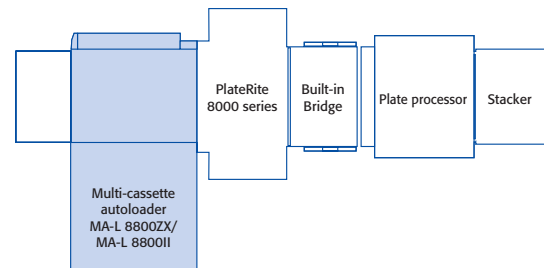 PlateRite
8000 series
Built-in
Bridge
Plate processor
Stacker
Multi-cassette
autoloader
MA-L 8800ZX/
MA-L 8800II